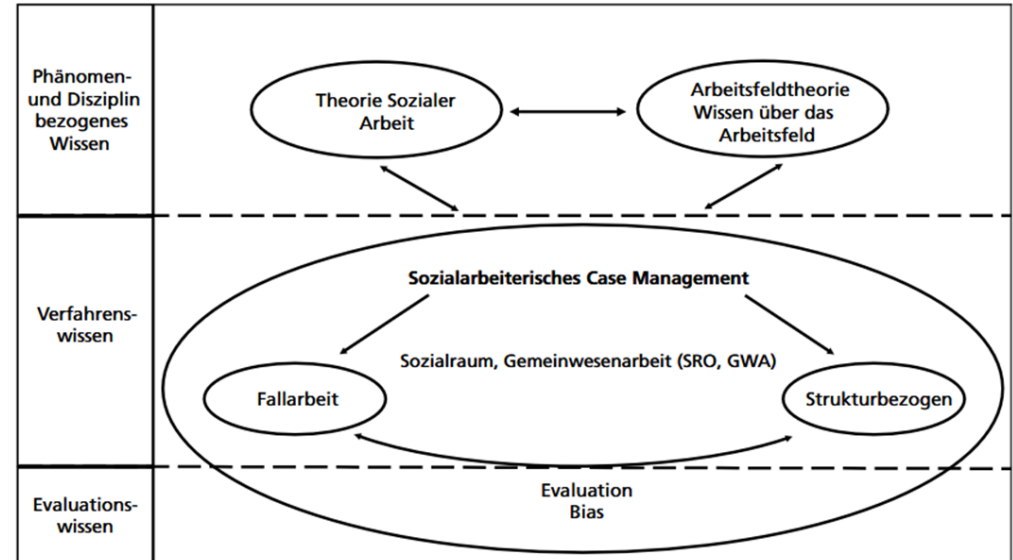 Phänomen-
und Disziplin
bezogenes
Wissen
Theorie Sozialer
Arbeit
Arbeitsfeldtheorie
Wissen über das
Arbeitsfeld
Verfahrens-
wissen
Sozialarbeiterisches Case Management
Sozialraum, Gemeinwesenarbeit (SRO, GWA)
Fallarbeit
Strukturbezogen
Evaluations-
wissen
Evaluation
Bias